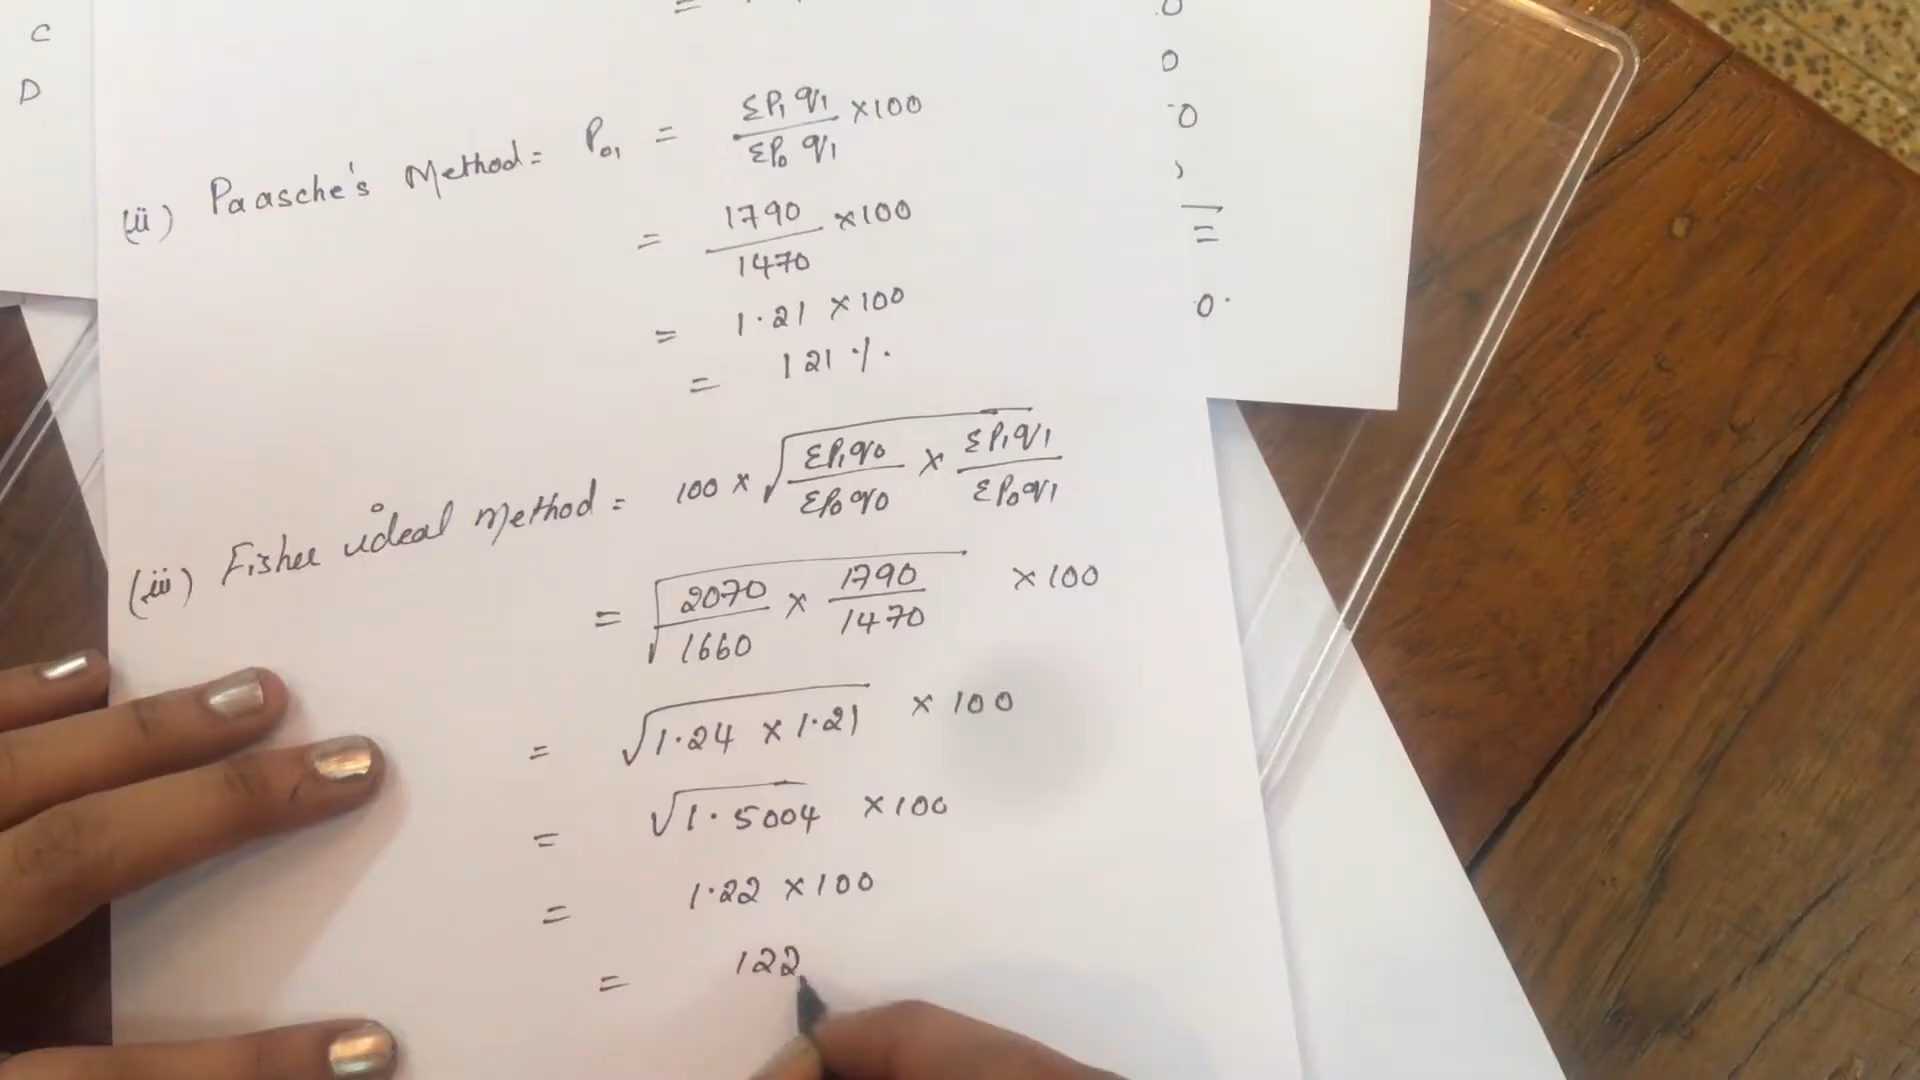 C
D
(ii) Paasche's Method = P₀₁ = ΣP₁q₁ / ΣP₀q₁ ×100
= 1790 / 1470 ×100
= 1.21 ×100
= 121 %.
(iii) Fisher ideal Method = 100 × √(ΣP₁q₀ / ΣP₀q₀ × ΣP₁q₁ / ΣP₀q₁)
= √(2070 / 1660 × 1790 / 1470) ×100
= √(1.24 × 1.21) ×100
= √1.5004 ×100
= 1.22 ×100
= 122